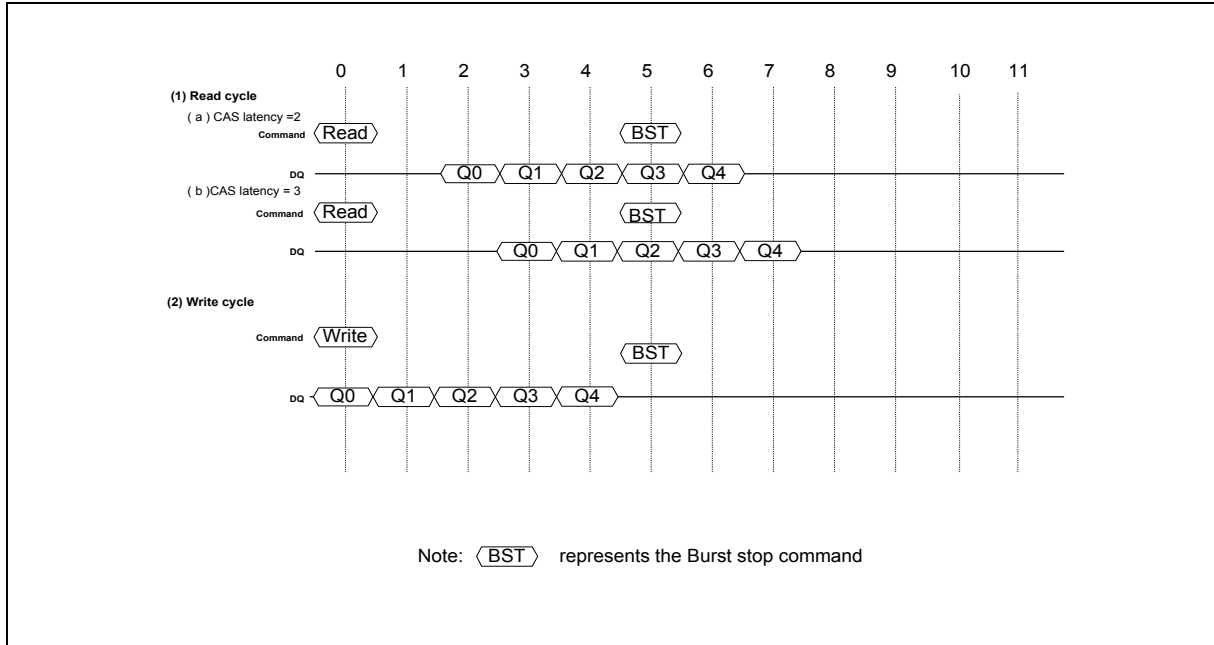 0 1 2 3 4 5 6 7 8 9 10 11
(1) Read cycle
( a ) CAS latency =2
Command Read BST
DQ Q0 Q1 Q2 Q3 Q4
( b )CAS latency = 3
Command Read BST
DQ Q0 Q1 Q2 Q3 Q4
(2) Write cycle
Command Write
BST
DQ Q0 Q1 Q2 Q3 Q4
Note: BST represents the Burst stop command